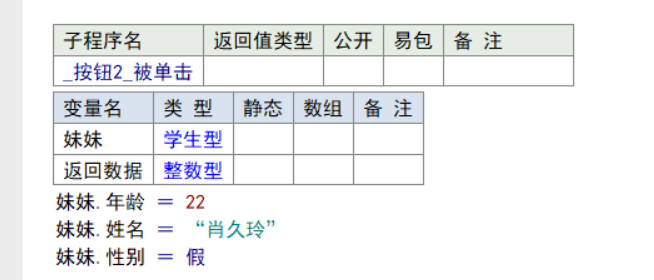 子程序名 返回值类型 公开 易包 备 注
_按钮2_被单击
变量名 类 型 静态 数组 备 注
妹妹 学生型
返回数据 整数型
妹妹.年龄 = 22
妹妹.姓名 = “肖久玲”
妹妹.性别 = 假